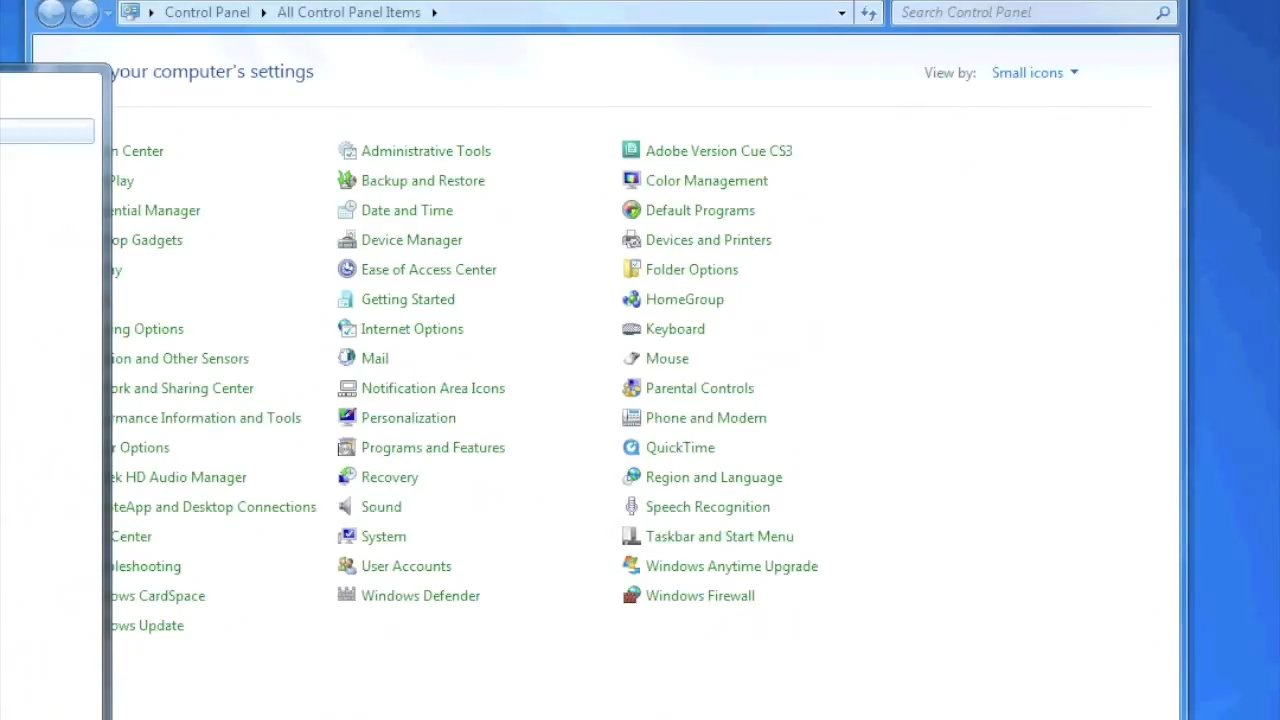 Control Panel All Control Panel Items Search Control Panel
your computer's settings View by: Small icons
n Center Administrative Tools Adobe Version Cue CS3
Play Backup and Restore Color Management
ential Manager Date and Time Default Programs
op Gadgets Device Manager Devices and Printers
ay Ease of Access Center Folder Options
Getting Started HomeGroup
ng Options Internet Options Keyboard
ion and Other Sensors Mail Mouse
ork and Sharing Center Notification Area Icons Parental Controls
rmance Information and Tools Personalization Phone and Modem
r Options Programs and Features QuickTime
ek HD Audio Manager Recovery Region and Language
teApp and Desktop Connections Sound Speech Recognition
Center System Taskbar and Start Menu
leshooting User Accounts Windows Anytime Upgrade
ows CardSpace Windows Defender Windows Firewall
ows Update